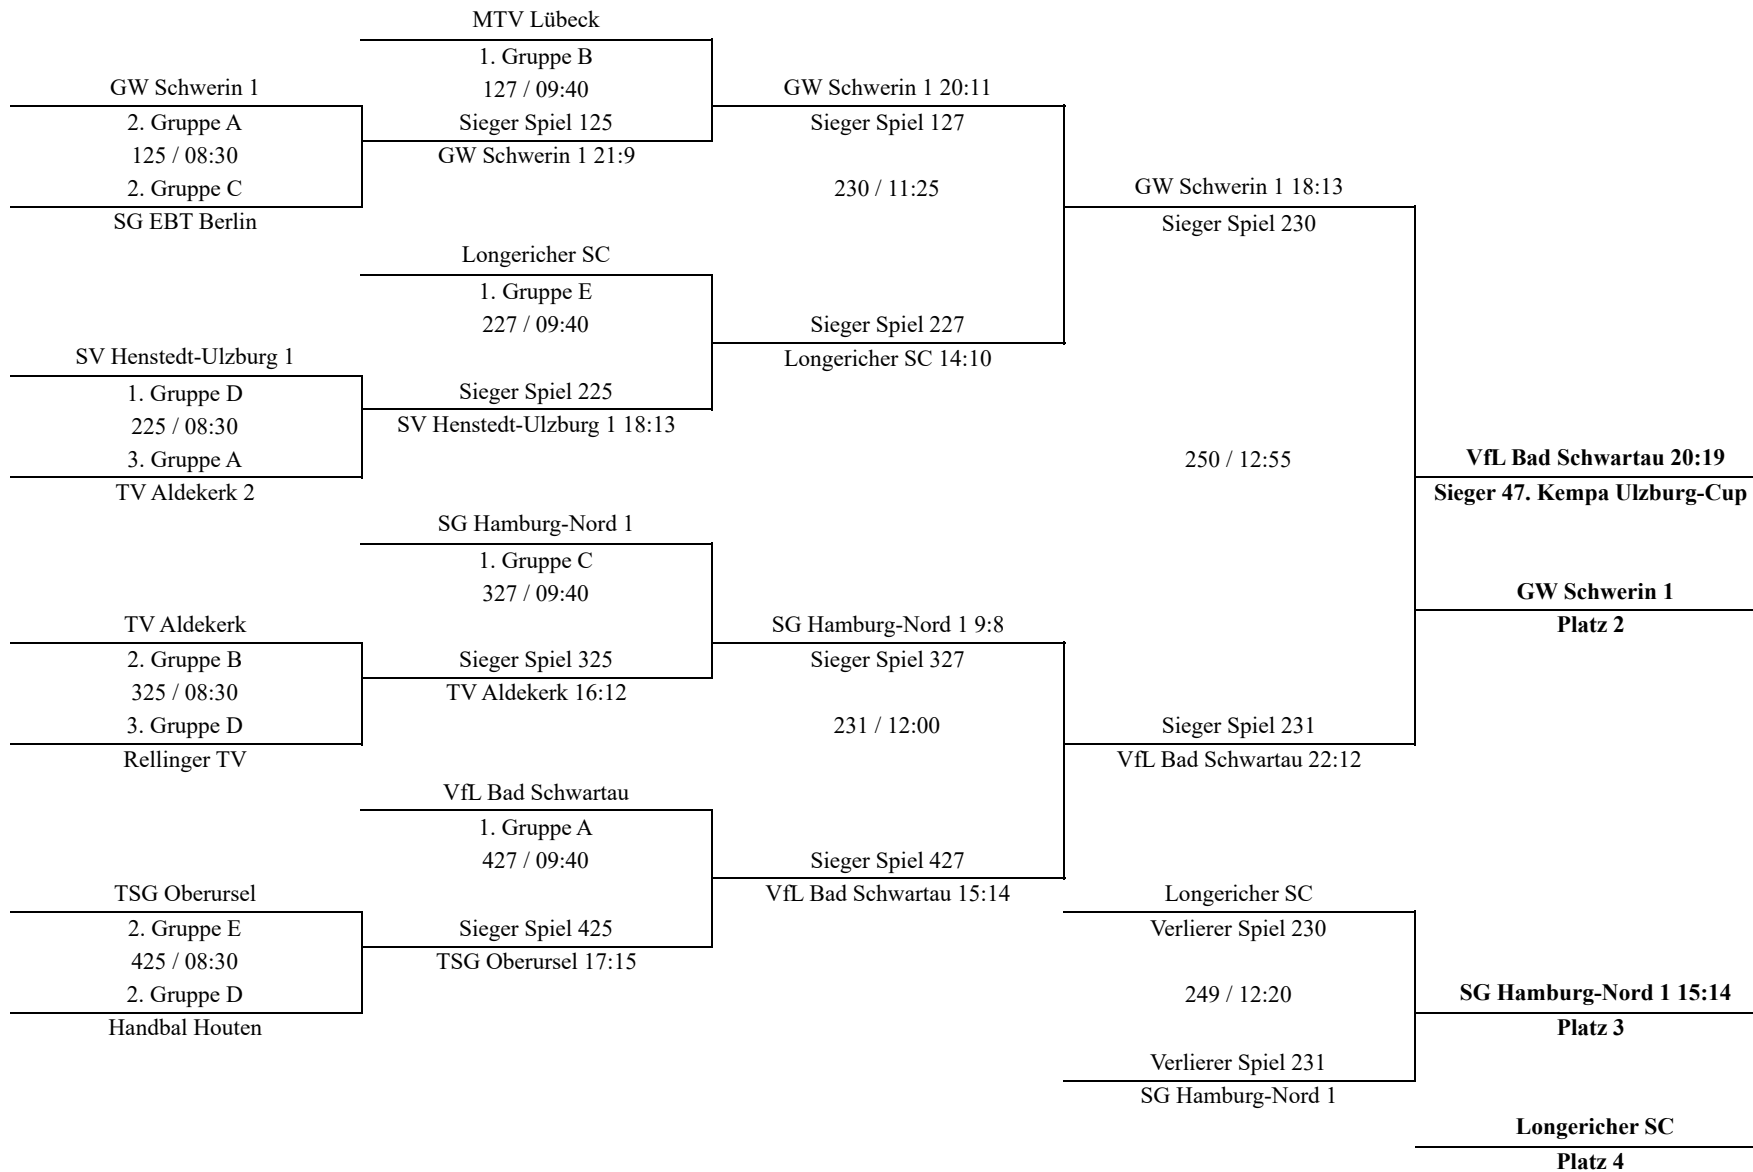 MTV Lübeck
1. Gruppe B
GW Schwerin 1
127 / 09:40
GW Schwerin 1 20:11
2. Gruppe A
Sieger Spiel 125
Sieger Spiel 127
125 / 08:30
GW Schwerin 1 21:9
2. Gruppe C
230 / 11:25
GW Schwerin 1 18:13
SG EBT Berlin
Sieger Spiel 230
Longericher SC
1. Gruppe E
227 / 09:40
Sieger Spiel 227
SV Henstedt-Ulzburg 1
Longericher SC 14:10
1. Gruppe D
Sieger Spiel 225
225 / 08:30
SV Henstedt-Ulzburg 1 18:13
3. Gruppe A
250 / 12:55
VfL Bad Schwartau 20:19
TV Aldekerk 2
Sieger 47. Kempa Ulzburg-Cup
SG Hamburg-Nord 1
1. Gruppe C
327 / 09:40
GW Schwerin 1
TV Aldekerk
SG Hamburg-Nord 1 9:8
Platz 2
2. Gruppe B
Sieger Spiel 325
Sieger Spiel 327
325 / 08:30
TV Aldekerk 16:12
3. Gruppe D
231 / 12:00
Sieger Spiel 231
Rellinger TV
VfL Bad Schwartau 22:12
VfL Bad Schwartau
1. Gruppe A
427 / 09:40
Sieger Spiel 427
TSG Oberursel
VfL Bad Schwartau 15:14
Longericher SC
2. Gruppe E
Sieger Spiel 425
Verlierer Spiel 230
425 / 08:30
TSG Oberursel 17:15
2. Gruppe D
249 / 12:20
SG Hamburg-Nord 1 15:14
Handbal Houten
Platz 3
Verlierer Spiel 231
SG Hamburg-Nord 1
Longericher SC
Platz 4